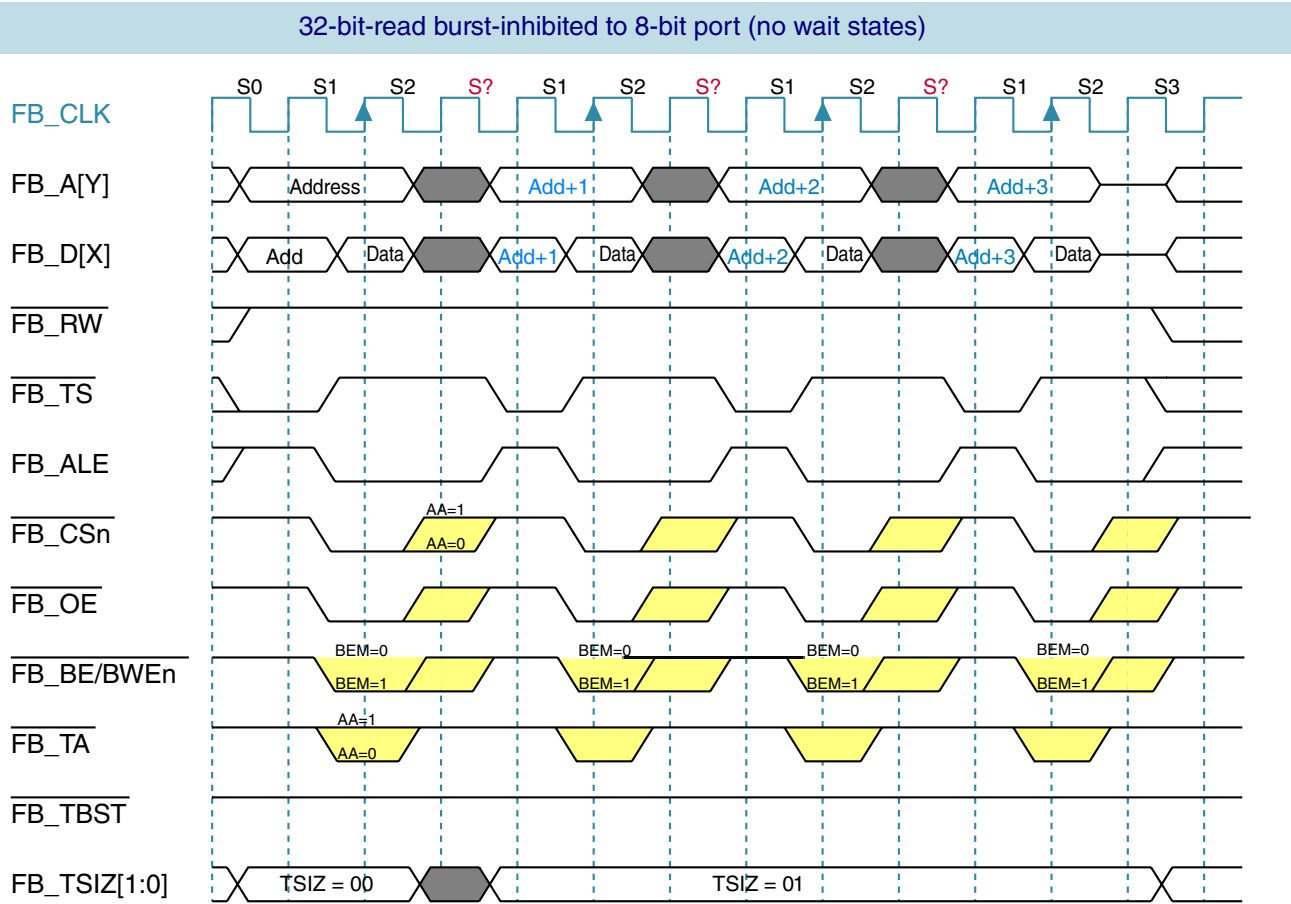 32-bit-read burst-inhibited to 8-bit port (no wait states)
S0 S1 S2 S? S1 S2 S? S1 S2 S? S1 S2 S3
FB_CLK
FB_A[Y] Address Add+1 Add+2 Add+3
FB_D[X] Add Data Add+1 Data Add+2 Data Add+3 Data
FB_RW
FB_TS
FB_ALE
AA=1
FB_CSn
AA=0
FB_OE
BEM=0 BEM=0 BEM=0 BEM=0
FB_BE/BWEn
BEM=1 BEM=1 BEM=1 BEM=1
AA=1
FB_TA
AA=0
FB_TBST
FB_TSIZ[1:0] TSIZ = 00 TSIZ = 01